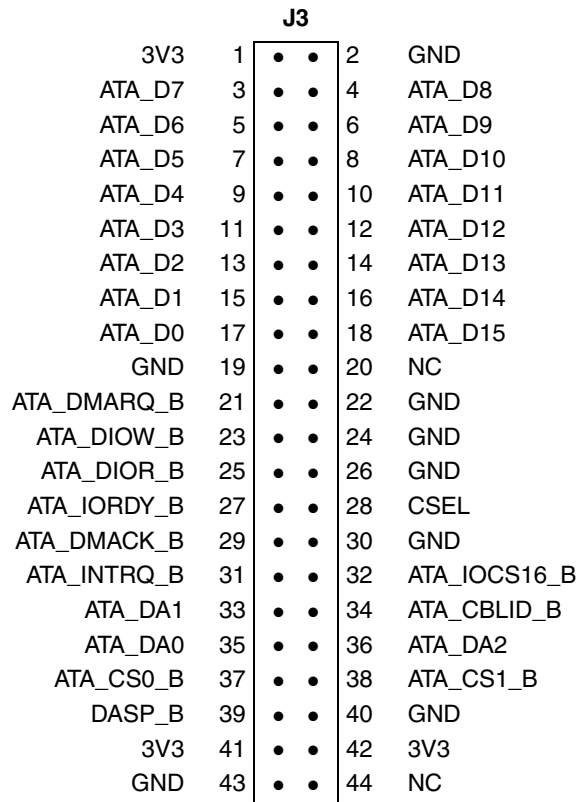 J3
3V3 1 2 GND
ATA_D7 3 4 ATA_D8
ATA_D6 5 6 ATA_D9
ATA_D5 7 8 ATA_D10
ATA_D4 9 10 ATA_D11
ATA_D3 11 12 ATA_D12
ATA_D2 13 14 ATA_D13
ATA_D1 15 16 ATA_D14
ATA_D0 17 18 ATA_D15
GND 19 20 NC
ATA_DMARQ_B 21 22 GND
ATA_DIOW_B 23 24 GND
ATA_DIOR_B 25 26 GND
ATA_IORDY_B 27 28 CSEL
ATA_DMACK_B 29 30 GND
ATA_INTRQ_B 31 32 ATA_IOCS16_B
ATA_DA1 33 34 ATA_CBLID_B
ATA_DA0 35 36 ATA_DA2
ATA_CS0_B 37 38 ATA_CS1_B
DASP_B 39 40 GND
3V3 41 42 3V3
GND 43 44 NC